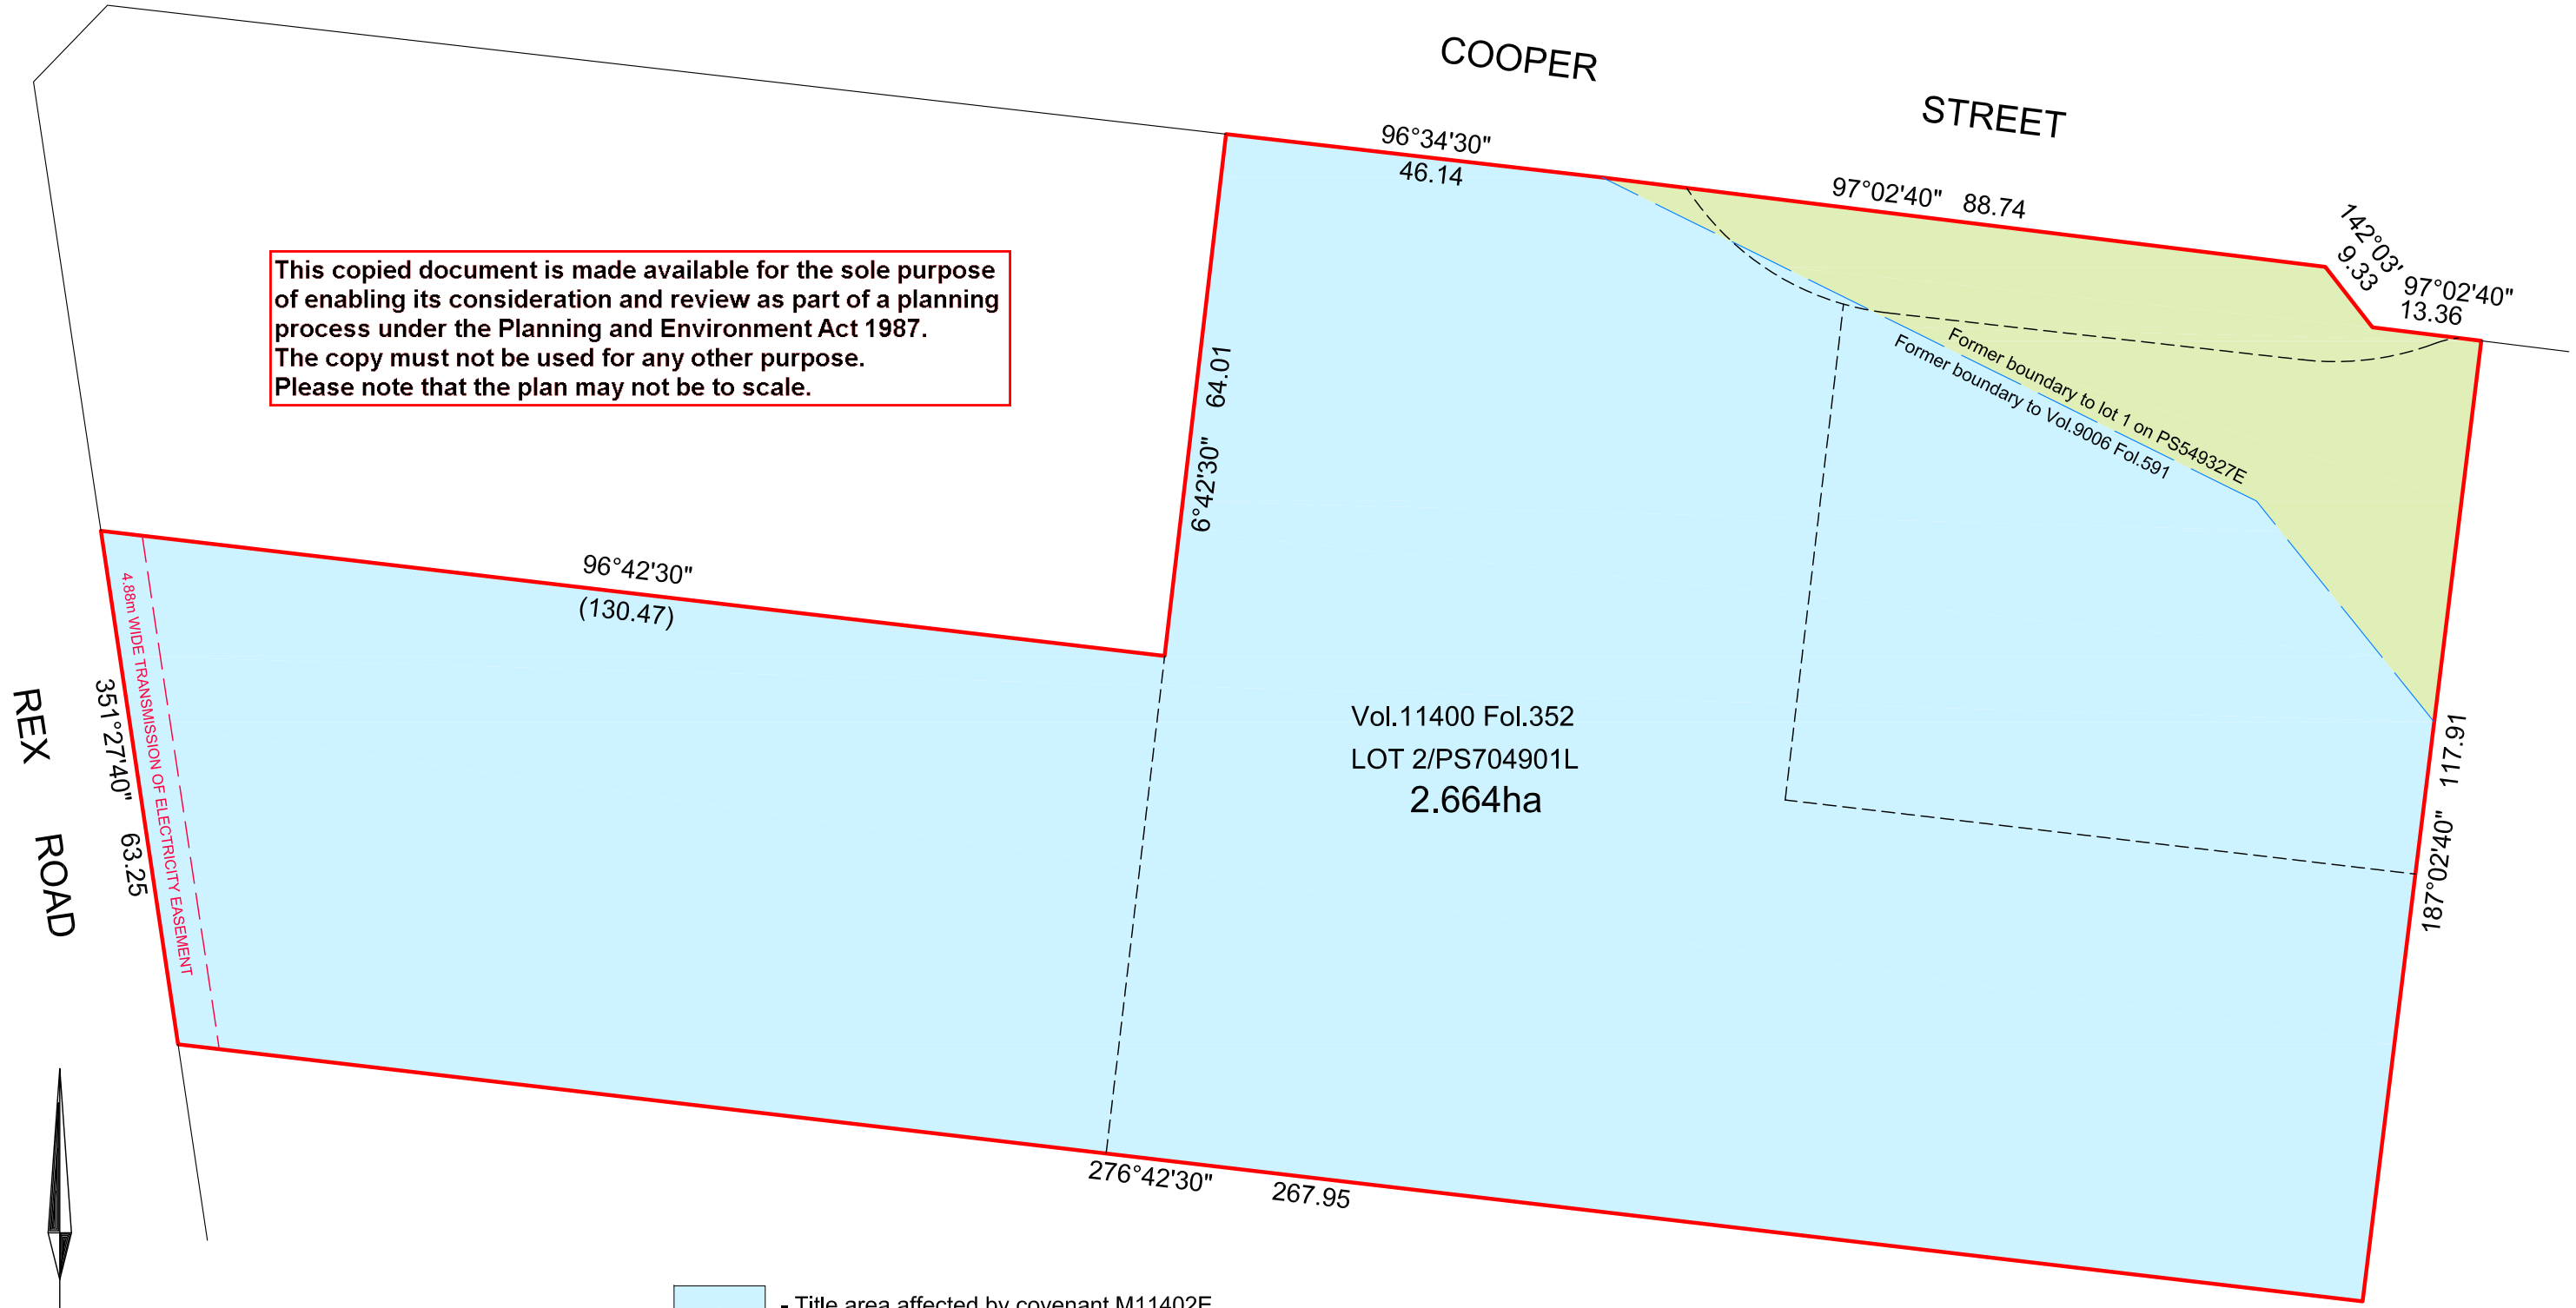 COOPER STREET
96°34'30"
46.14
97°02'40" 88.74
142°03'
9.33
97°02'40"
13.36
This copied document is made available for the sole purpose
of enabling its consideration and review as part of a planning
process under the Planning and Environment Act 1987.
The copy must not be used for any other purpose.
Please note that the plan may not be to scale.
6°42'30" 64.01
Former boundary to lot 1 on PS549327E
Former boundary to Vol.9006 Fol.591
96°42'30"
(130.47)
4.88m WIDE TRANSMISSION OF ELECTRICITY EASEMENT
REX ROAD
351°27'40" 63.25
Vol.11400 Fol.352
LOT 2/PS704901L
2.664ha
187°02'40" 117.91
276°42'30" 267.95
- Title area affected by covenant